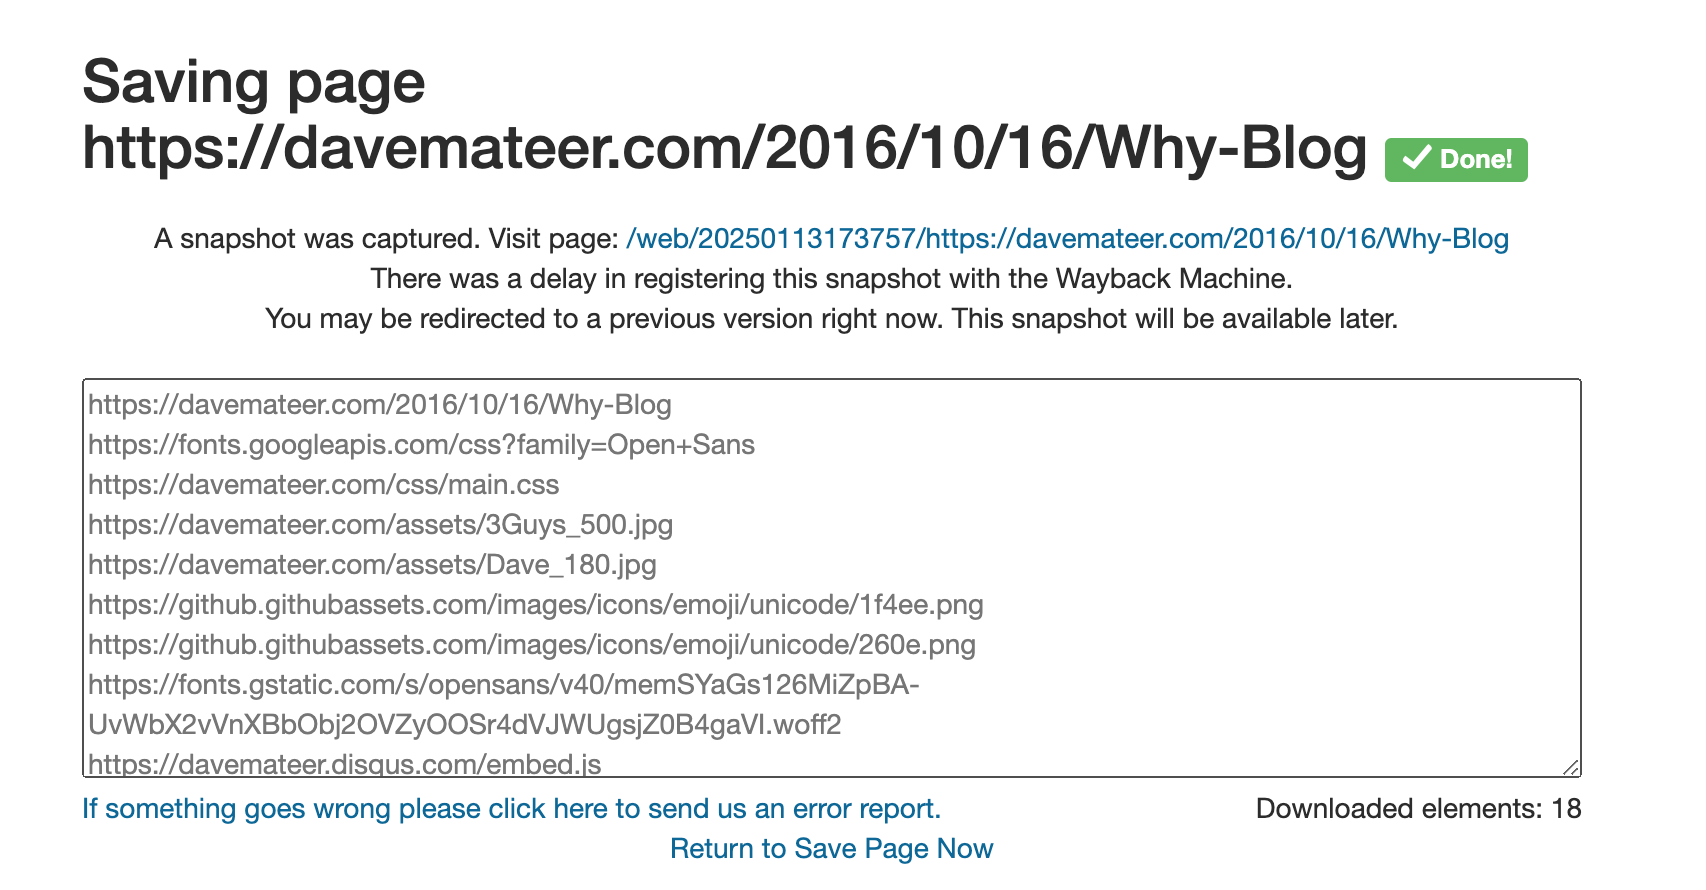 Saving page
https://davemateer.com/2016/10/16/Why-Blog ✓ Done!
A snapshot was captured. Visit page: /web/20250113173757/https://davemateer.com/2016/10/16/Why-Blog
There was a delay in registering this snapshot with the Wayback Machine.
You may be redirected to a previous version right now. This snapshot will be available later.
https://davemateer.com/2016/10/16/Why-Blog
https://fonts.googleapis.com/css?family=Open+Sans
https://davemateer.com/css/main.css
https://davemateer.com/assets/3Guys_500.jpg
https://davemateer.com/assets/Dave_180.jpg
https://github.githubassets.com/images/icons/emoji/unicode/1f4ee.png
https://github.githubassets.com/images/icons/emoji/unicode/260e.png
https://fonts.gstatic.com/s/opensans/v40/memSYaGs126MiZpBA-
UvWbX2vVnXBbObj2OVZyOOSr4dVJWUgsjZ0B4gaVI.woff2
https://davemateer.disqus.com/embed.js
If something goes wrong please click here to send us an error report. Downloaded elements: 18
Return to Save Page Now